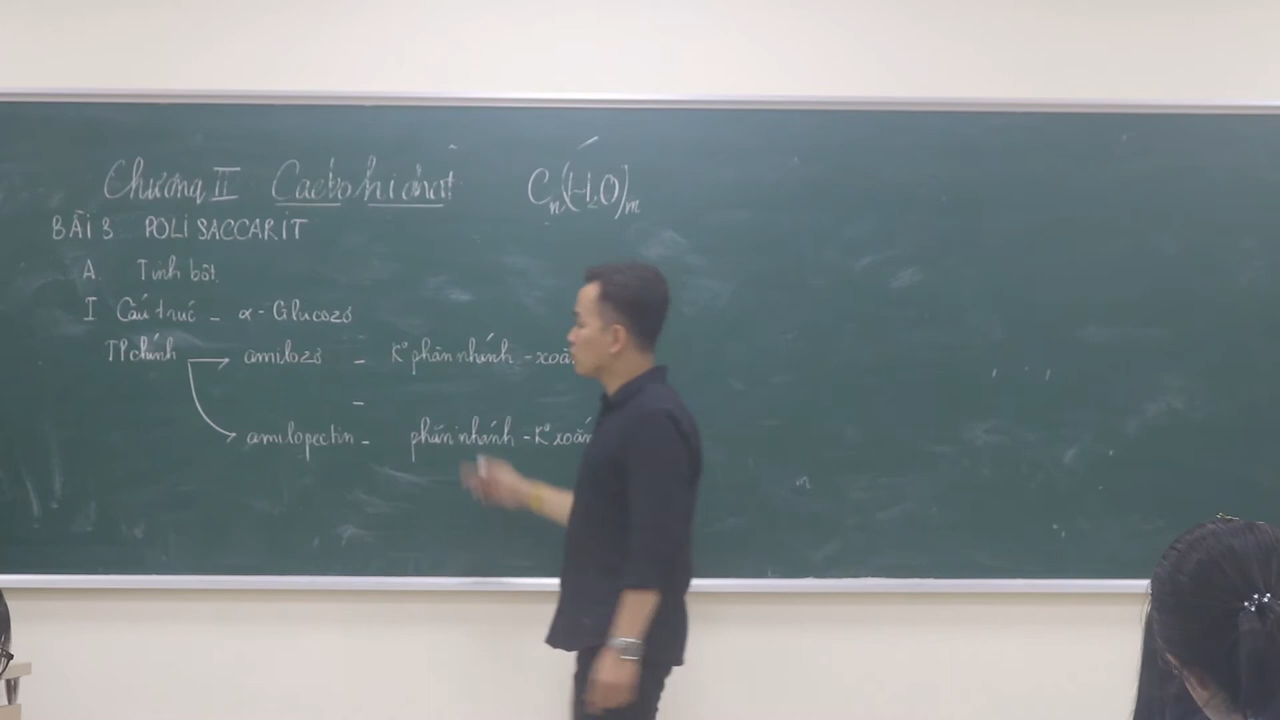 Chương II Cacbohiđrat Cn(H2O)m
BÀI 3 POLI SACCARIT
A. Tinh bột
I Cấu trúc - α-Glucozơ
TP chính → amilozơ - K° phân nhánh - xoắ
-
amilopectin - phân nhánh - K° xoắn